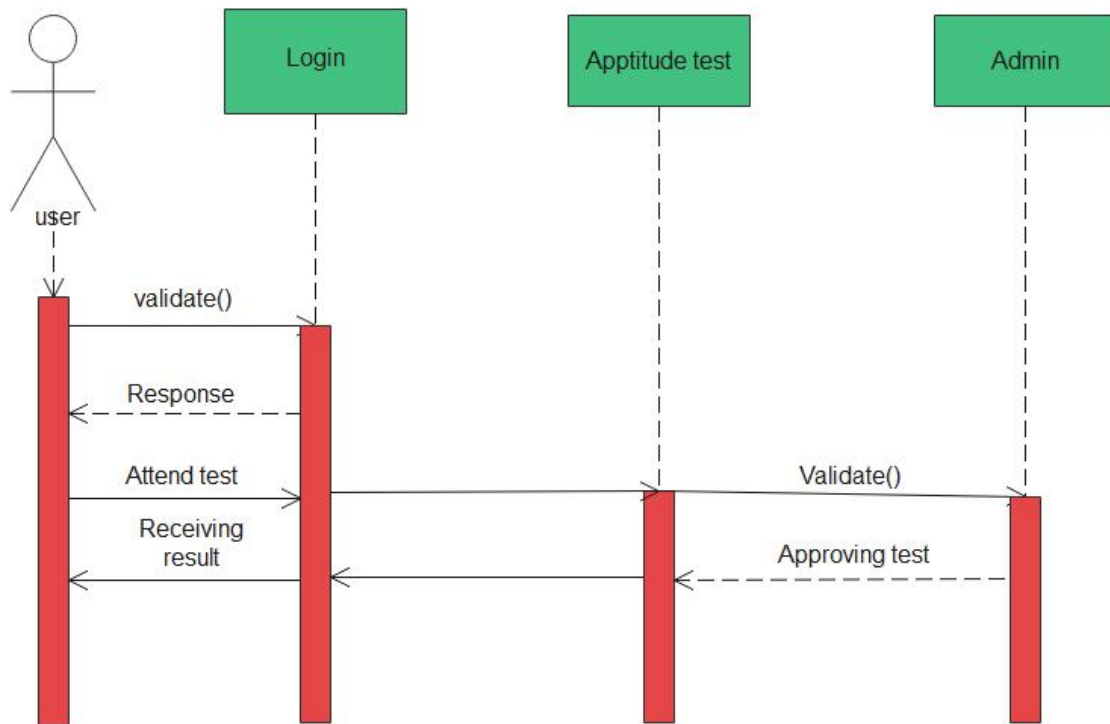 Login
Apptitude test
Admin
user
validate()
Response
Attend test
Validate()
Receiving
result
Approving test